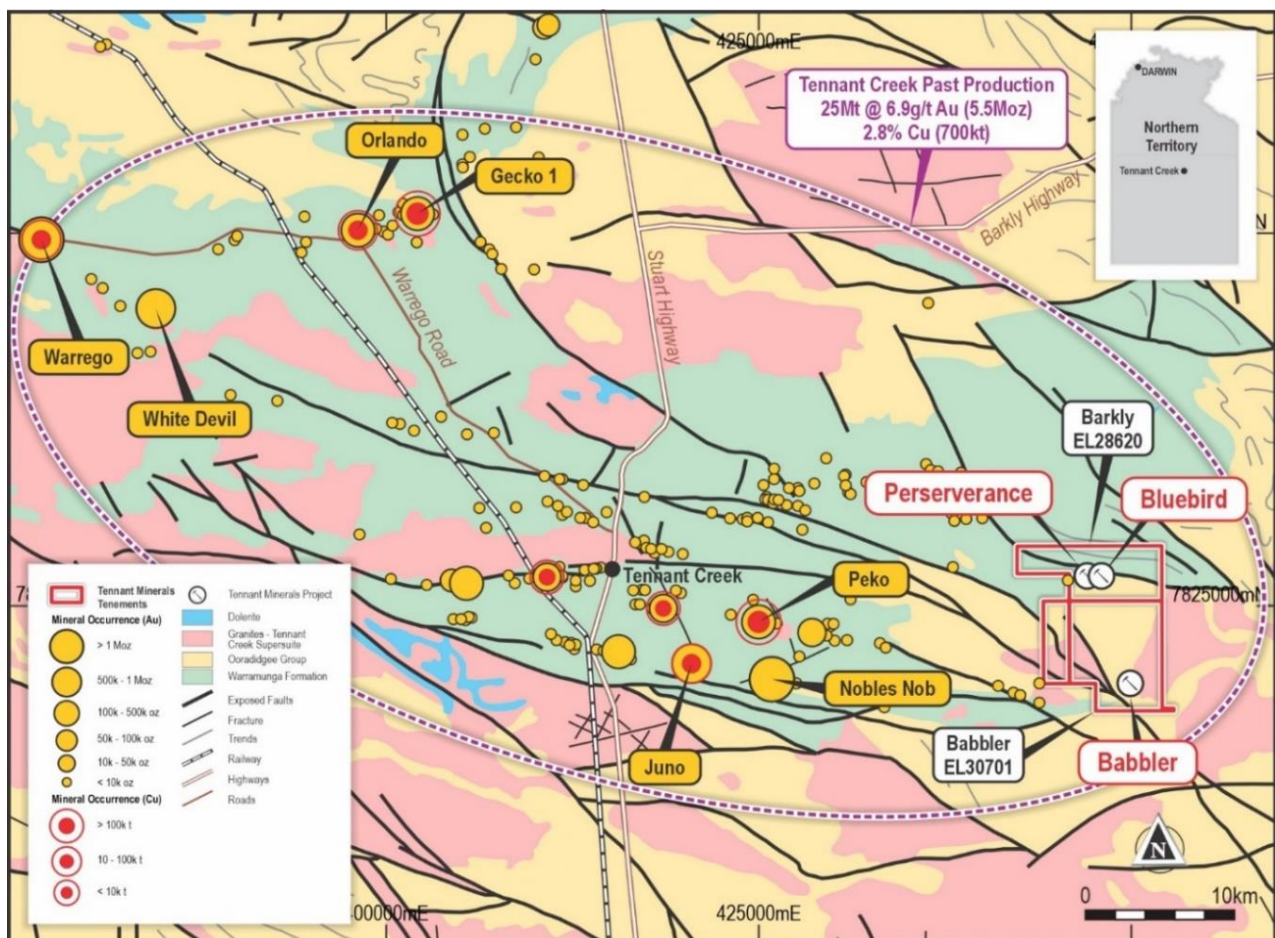 425000mE
Tennant Creek Past Production
25Mt @ 6.9g/t Au (5.5Moz)
2.8% Cu (700kt)
DARWIN
Northern
Territory
Tennant Creek
Orlando
Gecko 1
Barkly Highway
N
Stuart Highway
Warrego Road
Warrego
White Devil
Barkly
EL28620
Perserverance
Bluebird
Tennant Creek
Peko
7825000mN
Nobles Nob
Juno
Babbler
EL30701
Babbler
Tennant Minerals
Tenements
Mineral Occurrence (Au)
> 1 Moz
500k - 1 Moz
100k - 500k oz
50k - 100k oz
10k - 50k oz
< 10k oz
Mineral Occurrence (Cu)
> 100k t
10 - 100k t
< 10k t
Tennant Minerals Project
Dolerite
Granites - Tennant
Creek Supersuite
Ooradidgee Group
Warramunga Formation
Exposed Faults
Fracture
Trends
Railway
Highways
Roads
00000mE
425000mE
N
0 10km